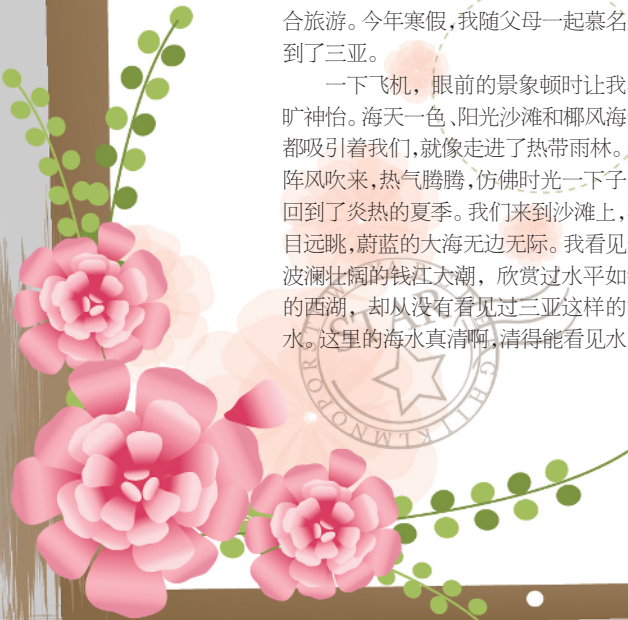 合旅游。今年寒假，我随父母一起慕名
到了三亚。
一下飞机，眼前的景象顿时让我
旷神怡。海天一色、阳光沙滩和椰风海
都吸引着我们，就像走进了热带雨林。
阵风吹来，热气腾腾，仿佛时光一下子
回到了炎热的夏季。我们来到沙滩上，
目远眺，蔚蓝的大海无边无际。我看见
波澜壮阔的钱江大潮，欣赏过水平如
的西湖，却从没有看见过三亚这样的
水。这里的海水真清啊，清得能看见水